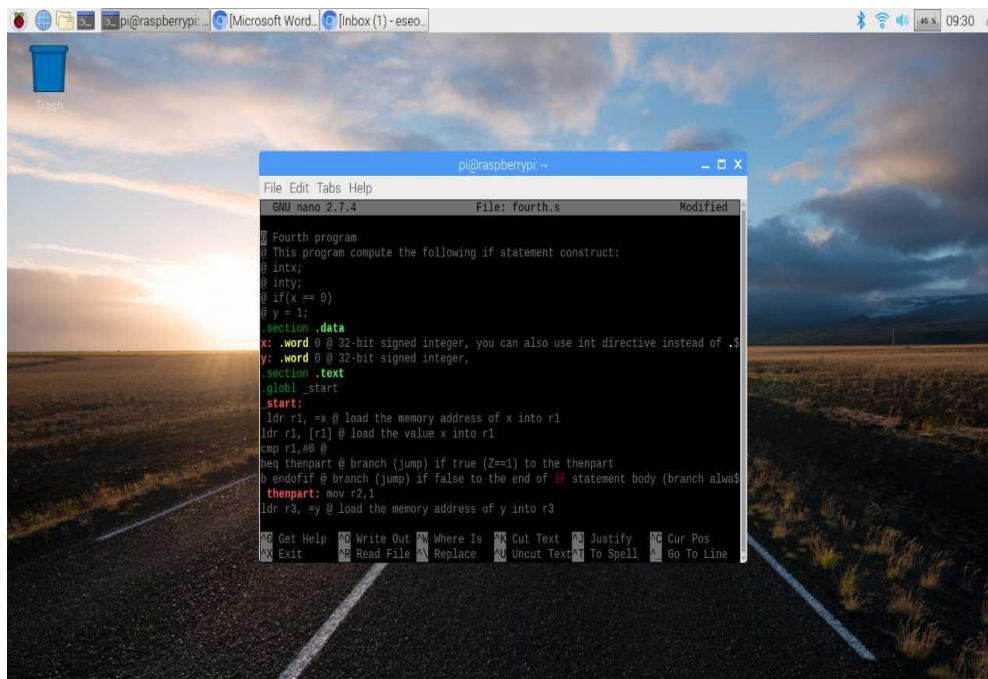 pi@raspberrypi: ... [Microsoft Word... [Inbox (1) - eseo... 45 % 09:30
Trash
pi@raspberrypi: ~
File Edit Tabs Help
GNU nano 2.7.4 File: fourth.s Modified
@ Fourth program
@ This program compute the following if statement construct:
@ intx;
@ inty;
@ if(x == 0)
@ y = 1;
.section .data
x: .word 0 @ 32-bit signed integer, you can also use int directive instead of .$
y: .word 0 @ 32-bit signed integer,
.section .text
.globl _start
_start:
ldr r1, =x @ load the memory address of x into r1
ldr r1, [r1] @ load the value x into r1
cmp r1,#0 @
beq thenpart @ branch (jump) if true (Z==1) to the thenpart
b endofif @ branch (jump) if false to the end of IF statement body (branch alwa$
thenpart: mov r2,1
ldr r3, =y @ load the memory address of y into r3
^G Get Help ^O Write Out ^W Where Is ^K Cut Text ^J Justify ^C Cur Pos
^X Exit ^R Read File ^\ Replace ^U Uncut Text ^T To Spell ^_ Go To Line